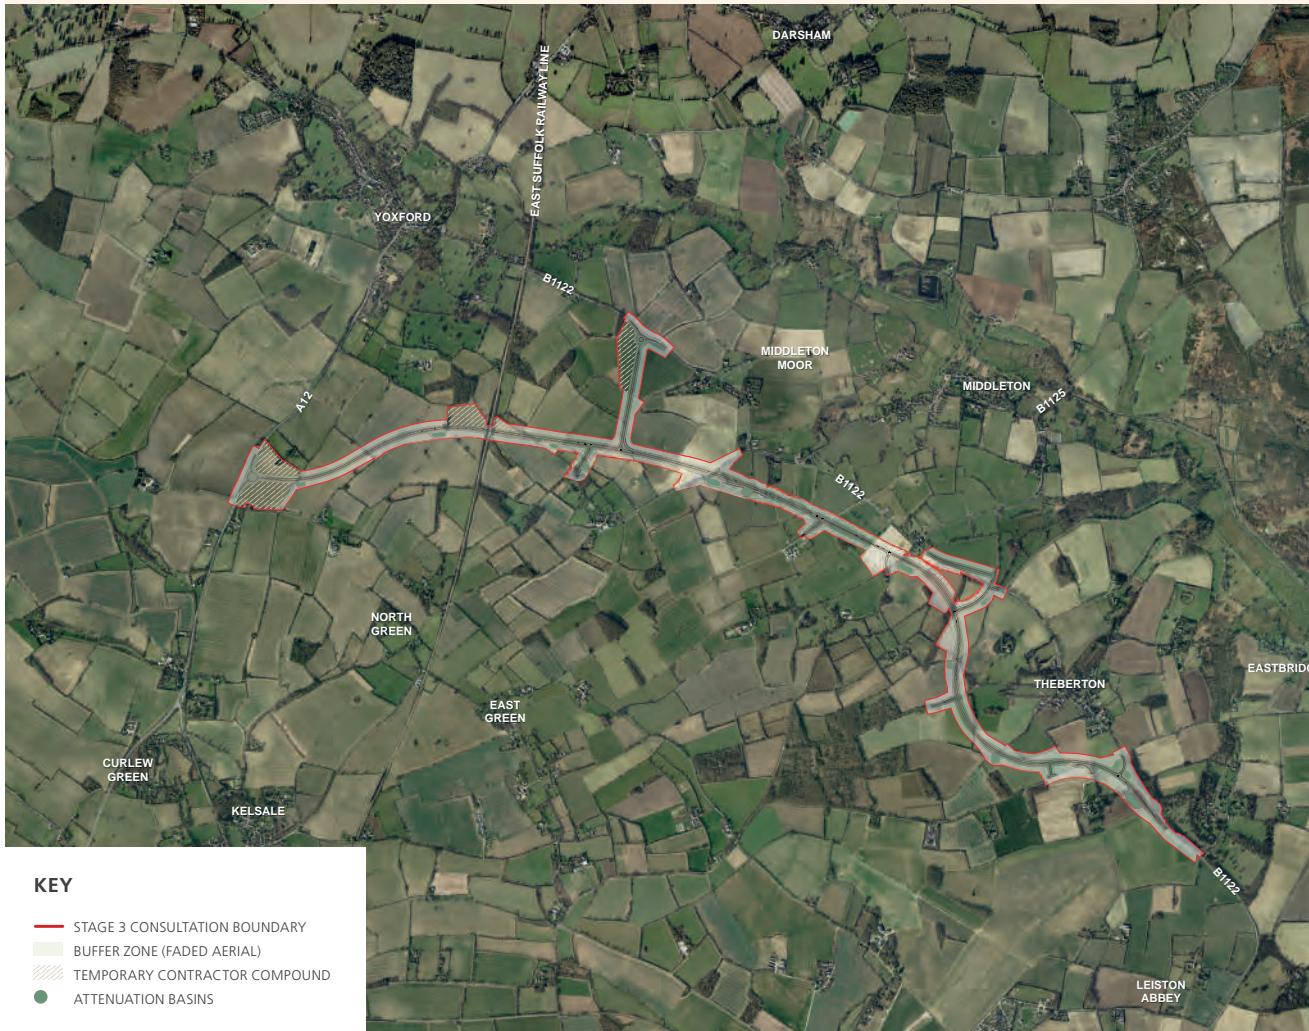 DARSHAM
EAST SUFFOLK RAILWAY LINE
YOXFORD
B1122
MIDDLETON
MOOR
MIDDLETON
B1125
A12
B1122
NORTH
GREEN
EASTBRIDG
THEBERTON
EAST
GREEN
CURLEW
GREEN
KELSALE
B1122
LEISTON
ABBEY
KEY
STAGE 3 CONSULTATION BOUNDARY
BUFFER ZONE (FADED AERIAL)
TEMPORARY CONTRACTOR COMPOUND
ATTENUATION BASINS